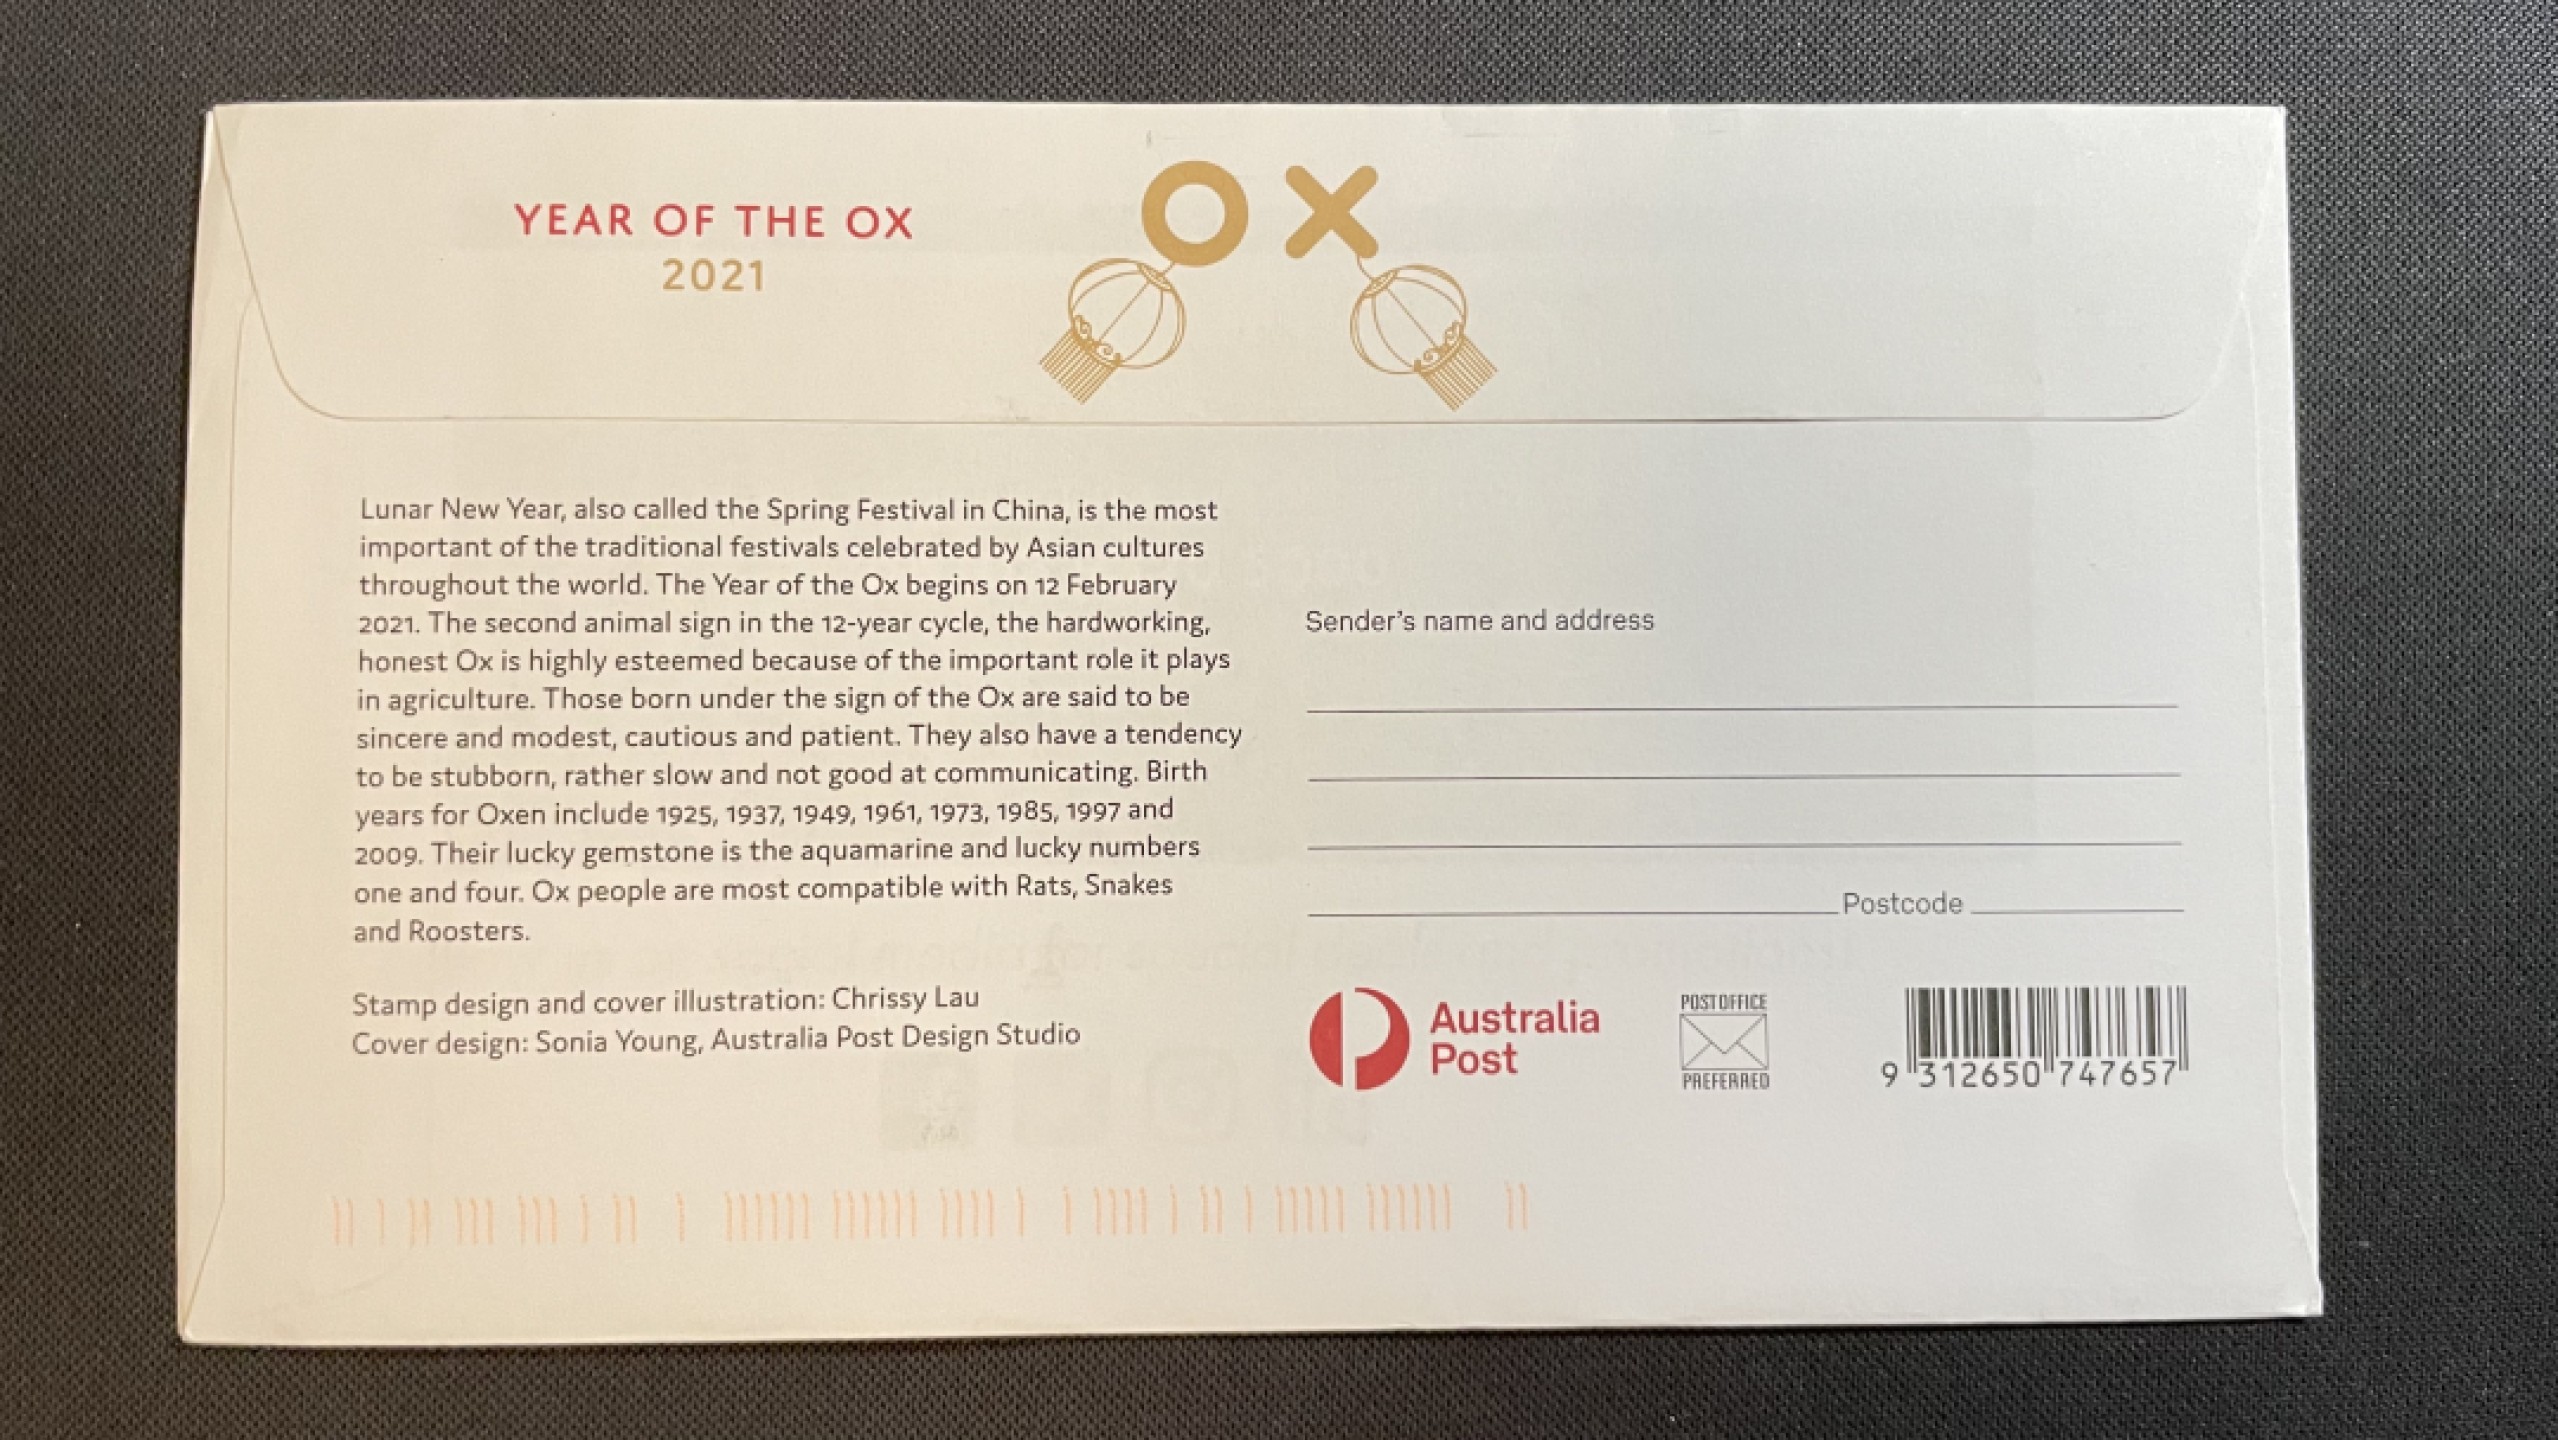 YEAR OF THE OX
2021
OX
Lunar New Year, also called the Spring Festival in China, is the most
important of the traditional festivals celebrated by Asian cultures
throughout the world. The Year of the Ox begins on 12 February
2021. The second animal sign in the 12-year cycle, the hardworking,
honest Ox is highly esteemed because of the important role it plays
in agriculture. Those born under the sign of the Ox are said to be
sincere and modest, cautious and patient. They also have a tendency
to be stubborn, rather slow and not good at communicating. Birth
years for Oxen include 1925, 1937, 1949, 1961, 1973, 1985, 1997 and
2009. Their lucky gemstone is the aquamarine and lucky numbers
one and four. Ox people are most compatible with Rats, Snakes
and Roosters.
Stamp design and cover illustration: Chrissy Lau
Cover design: Sonia Young, Australia Post Design Studio
Sender's name and address
Postcode
Australia
Post
POST OFFICE
PREFERRED
9 312650 747657